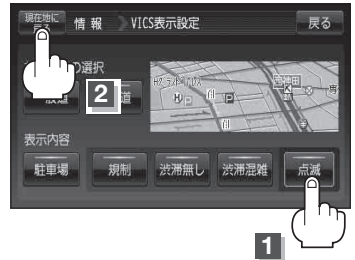 現在地に
戻る
情報 VICS表示設定
戻る
の選択
2
道
表示内容
駐車場
規制
渋滞無し
渋滞混雑
点滅
1